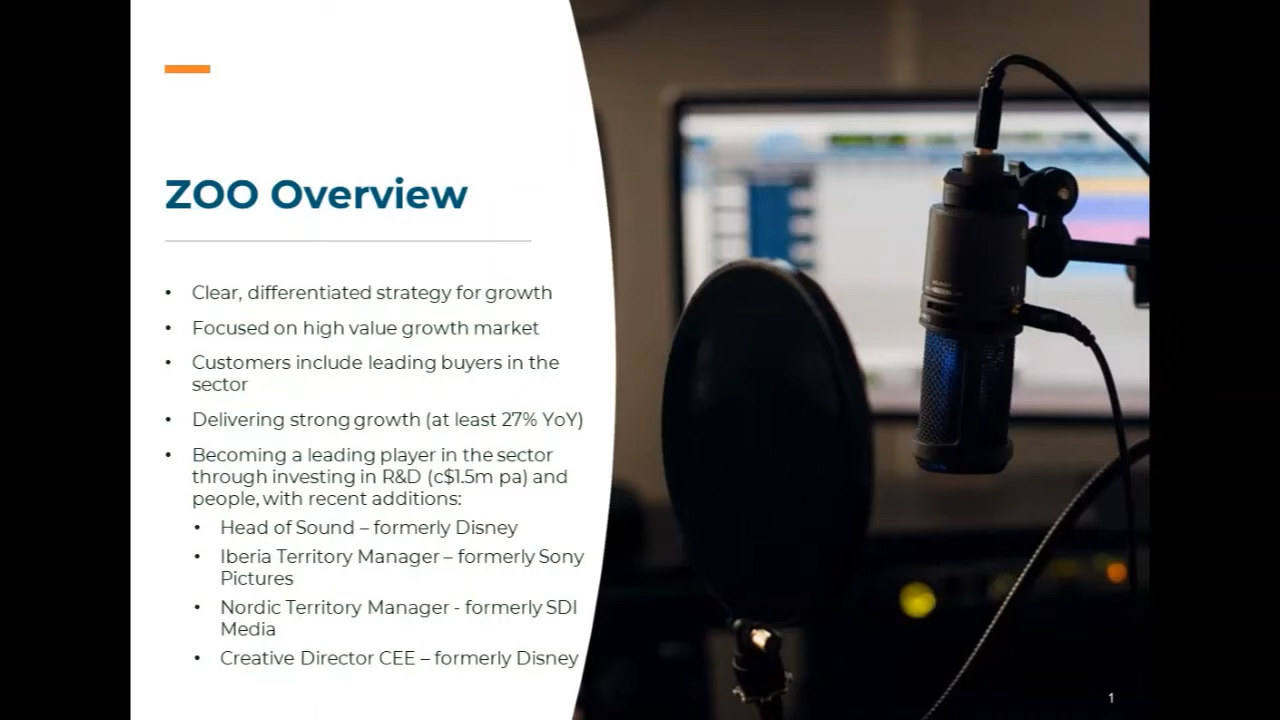 ZOO Overview
• Clear, differentiated strategy for growth
• Focused on high value growth market
• Customers include leading buyers in the
sector
• Delivering strong growth (at least 27% YoY)
• Becoming a leading player in the sector
through investing in R&D (c$1.5m pa) and
people, with recent additions:
• Head of Sound – formerly Disney
• Iberia Territory Manager – formerly Sony
Pictures
• Nordic Territory Manager - formerly SDI
Media
• Creative Director CEE – formerly Disney
1